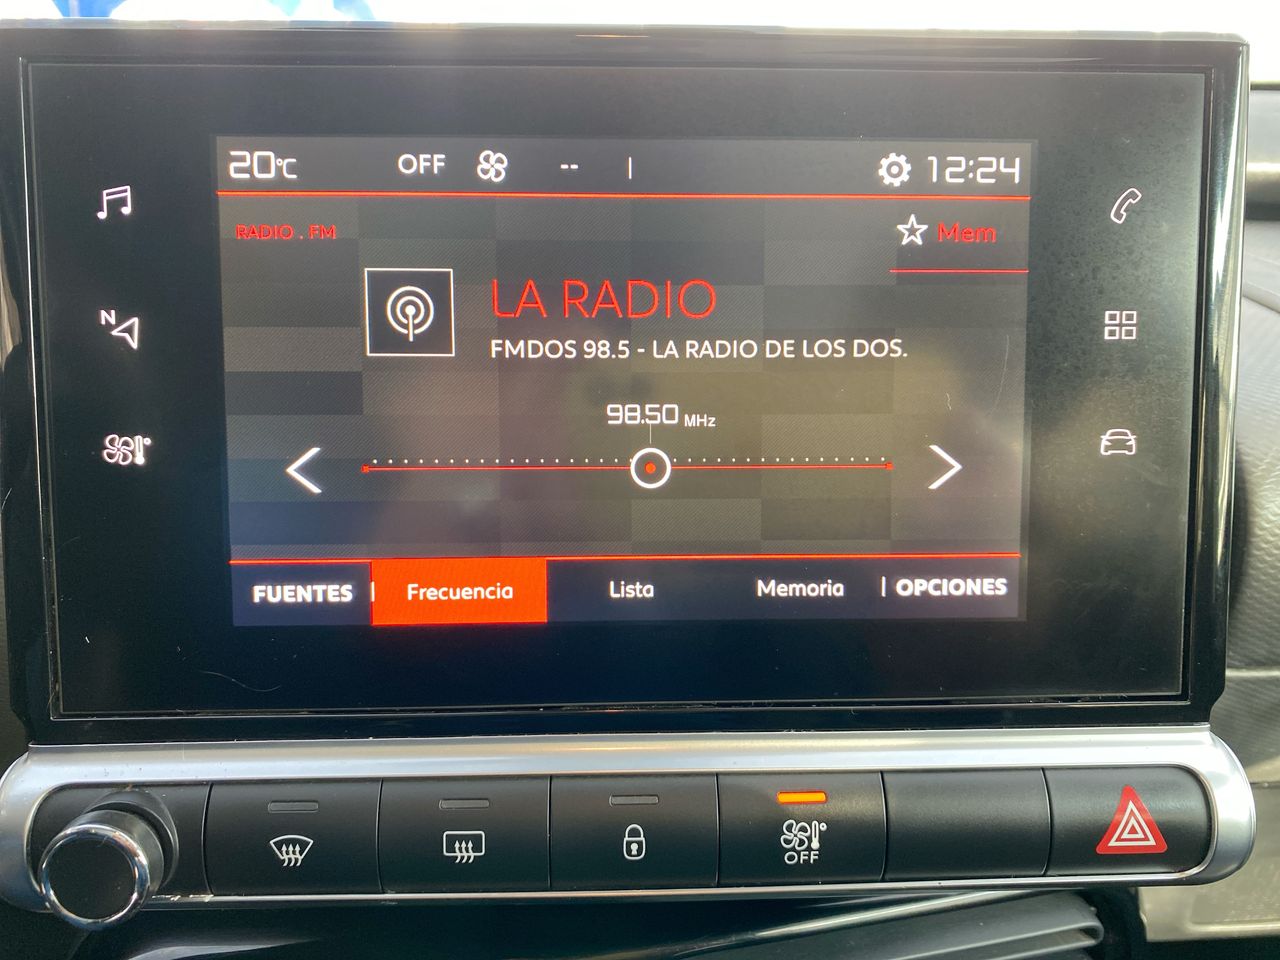 20°C OFF -- | 12:24
RADIO . FM
Mem
LA RADIO
FMDOS 98.5 - LA RADIO DE LOS DOS.
98.50 MHz
N
FUENTES | Frecuencia Lista Memoria | OPCIONES
OFF